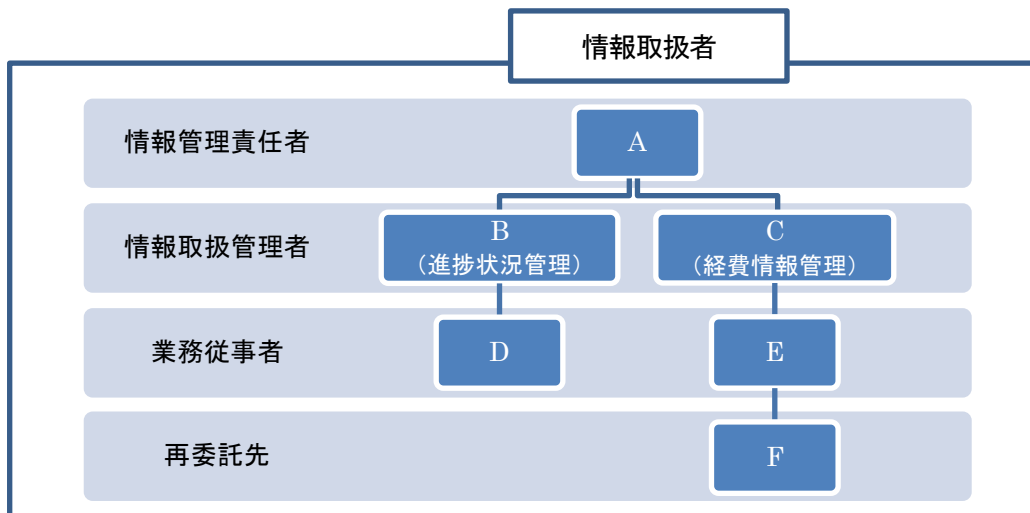 情報取扱者
情報管理責任者
A
情報取扱管理者
B
(進捗状況管理)
C
(経費情報管理)
業務従事者
D
E
再委託先
F